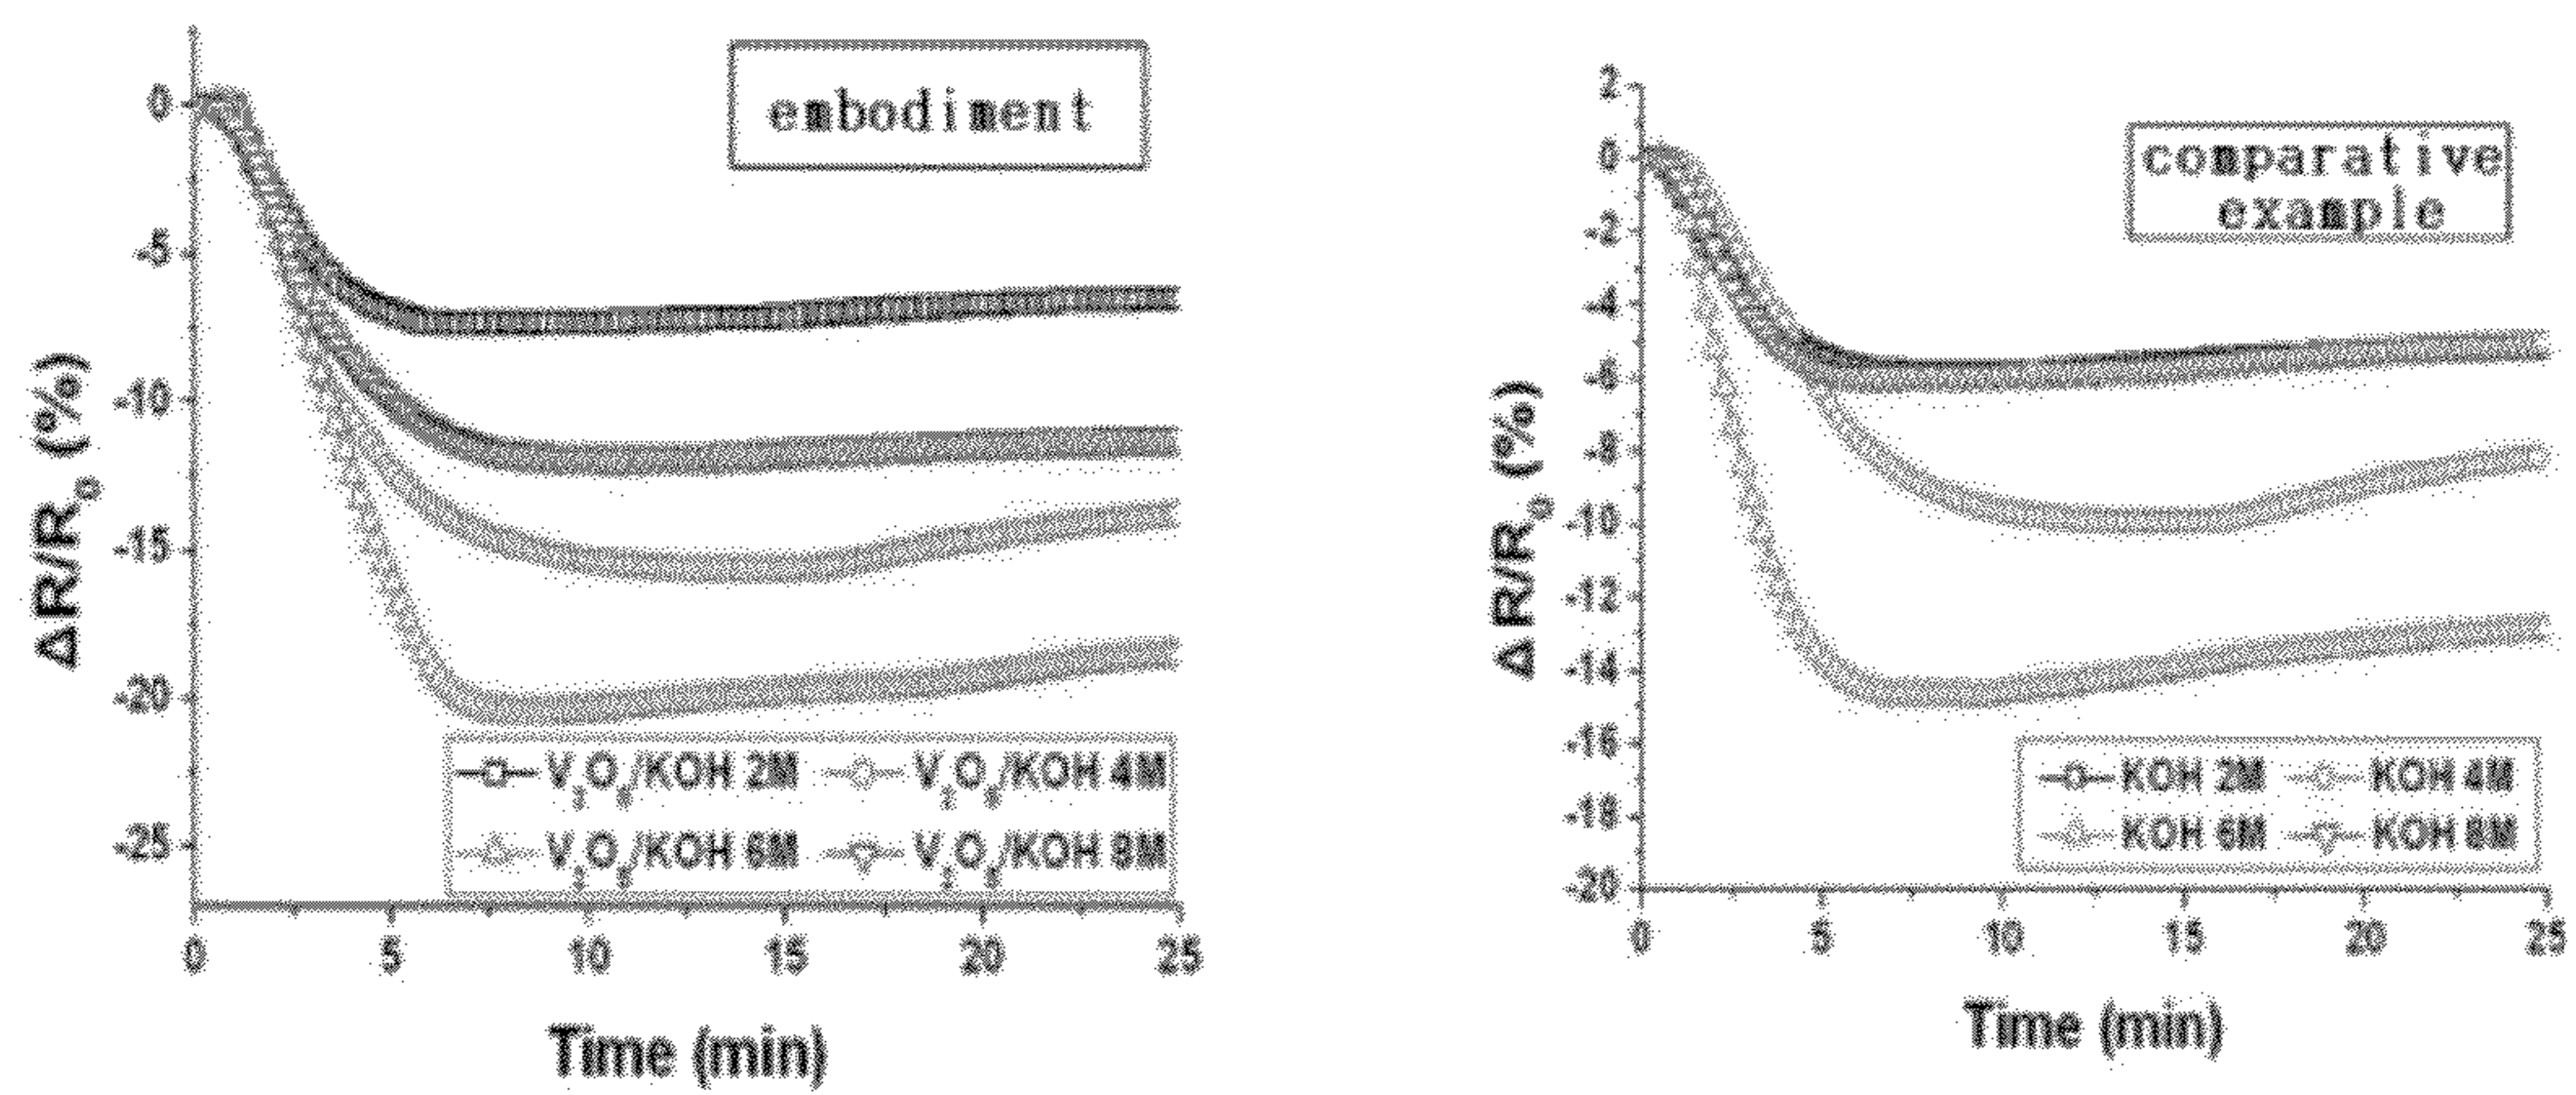 embodiment
0
-5
-10
-15
-20
-25
ΔR/R₀ (%)
V₂O₅/KOH 2M V₂O₅/KOH 4M
V₂O₅/KOH 6M V₂O₅/KOH 8M
0 5 10 15 20 25
Time (min)
comparative
example
2
0
-2
-4
-6
-8
-10
-12
-14
-16
-18
-20
ΔR/R₀ (%)
KOH 2M KOH 4M
KOH 6M KOH 8M
0 5 10 15 20 25
Time (min)